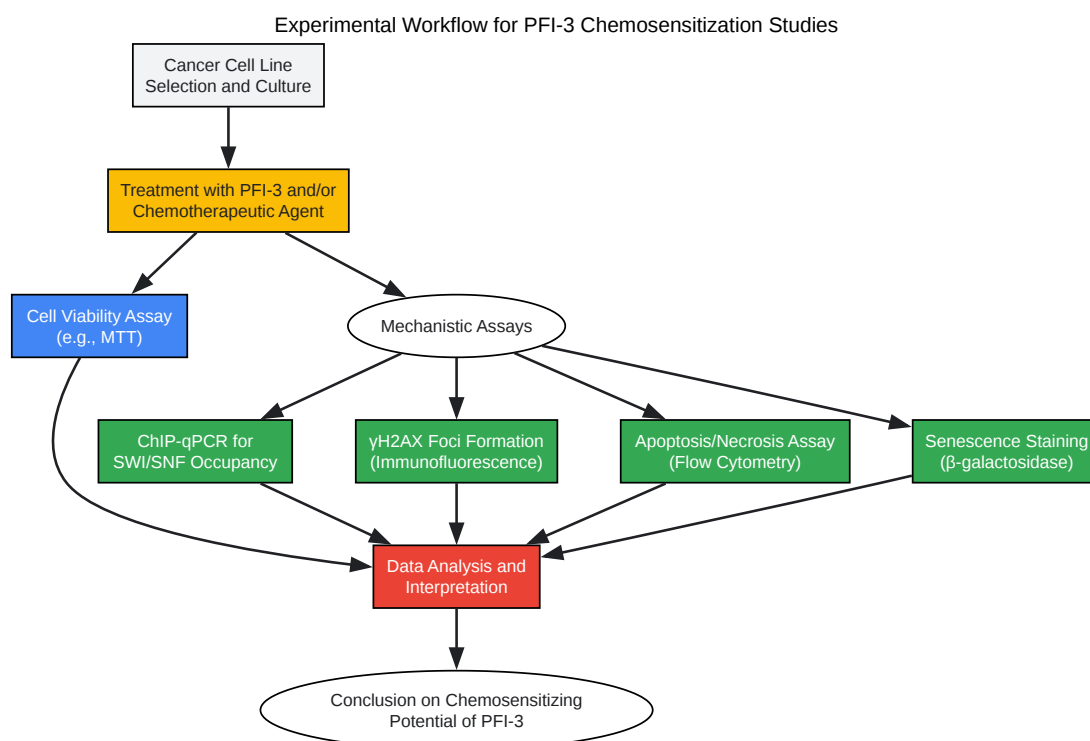 Experimental Workflow for PFI-3 Chemosensitization Studies
Cancer Cell Line
Selection and Culture
Treatment with PFI-3 and/or
Chemotherapeutic Agent
Cell Viability Assay
(e.g., MTT)
Mechanistic Assays
ChIP-qPCR for
SWI/SNF Occupancy
γH2AX Foci Formation
(Immunofluorescence)
Apoptosis/Necrosis Assay
(Flow Cytometry)
Senescence Staining
(β-galactosidase)
Data Analysis and
Interpretation
Conclusion on Chemosensitizing
Potential of PFI-3